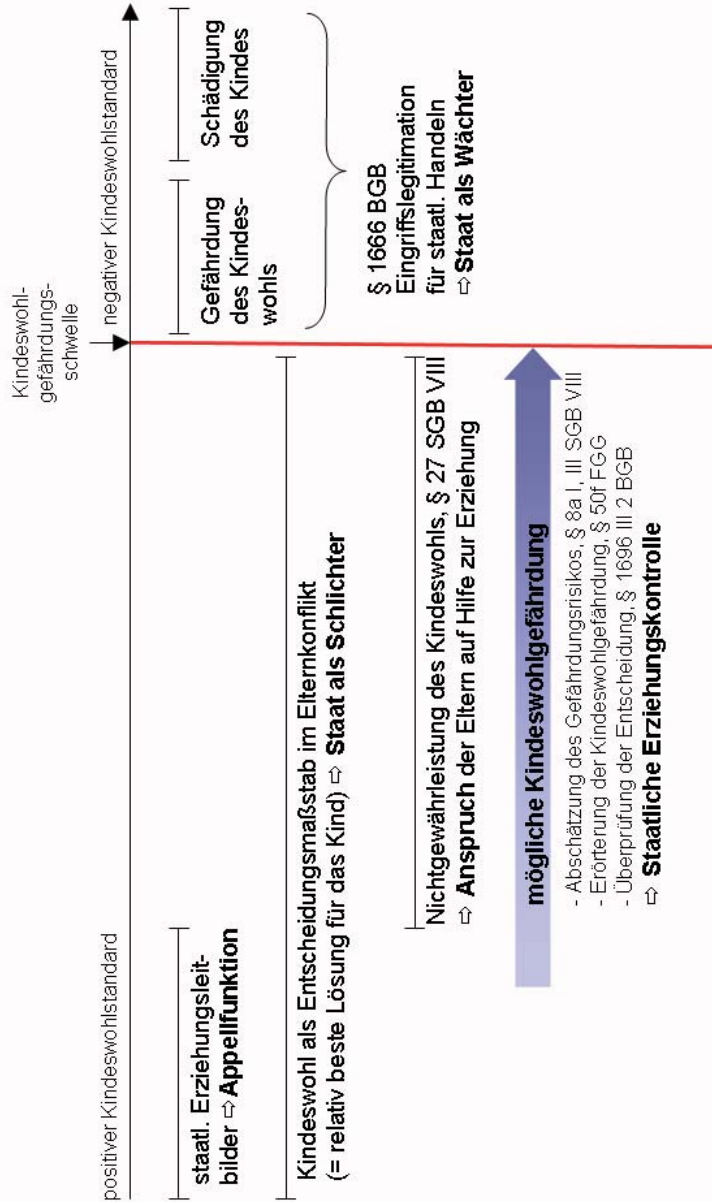 Kindeswohl-
gefährdungs-
schwelle
positiver Kindeswohlstandard
negativer Kindeswohlstandard
staatl. Erziehungsleit-
bilder ⇨ Appellfunktion
Gefährdung
des Kindes-
wohls
Schädigung
des Kindes
Kindeswohl als Entscheidungsmaßstab im Elternkonflikt
(= relativ beste Lösung für das Kind) ⇨ Staat als Schlichter
§ 1666 BGB
Eingriffslegitimation
für staatl. Handeln
⇨ Staat als Wächter
Nichtgewährleistung des Kindeswohls, § 27 SGB VIII
⇨ Anspruch der Eltern auf Hilfe zur Erziehung
mögliche Kindeswohlgefährdung
- Abschätzung des Gefährdungsrisikos, § 8a I, III SGB VIII
- Erörterung der Kindeswohlgefährdung, § 50f FGG
- Überprüfung der Entscheidung, § 1696 III 2 BGB
⇨ Staatliche Erziehungskontrolle